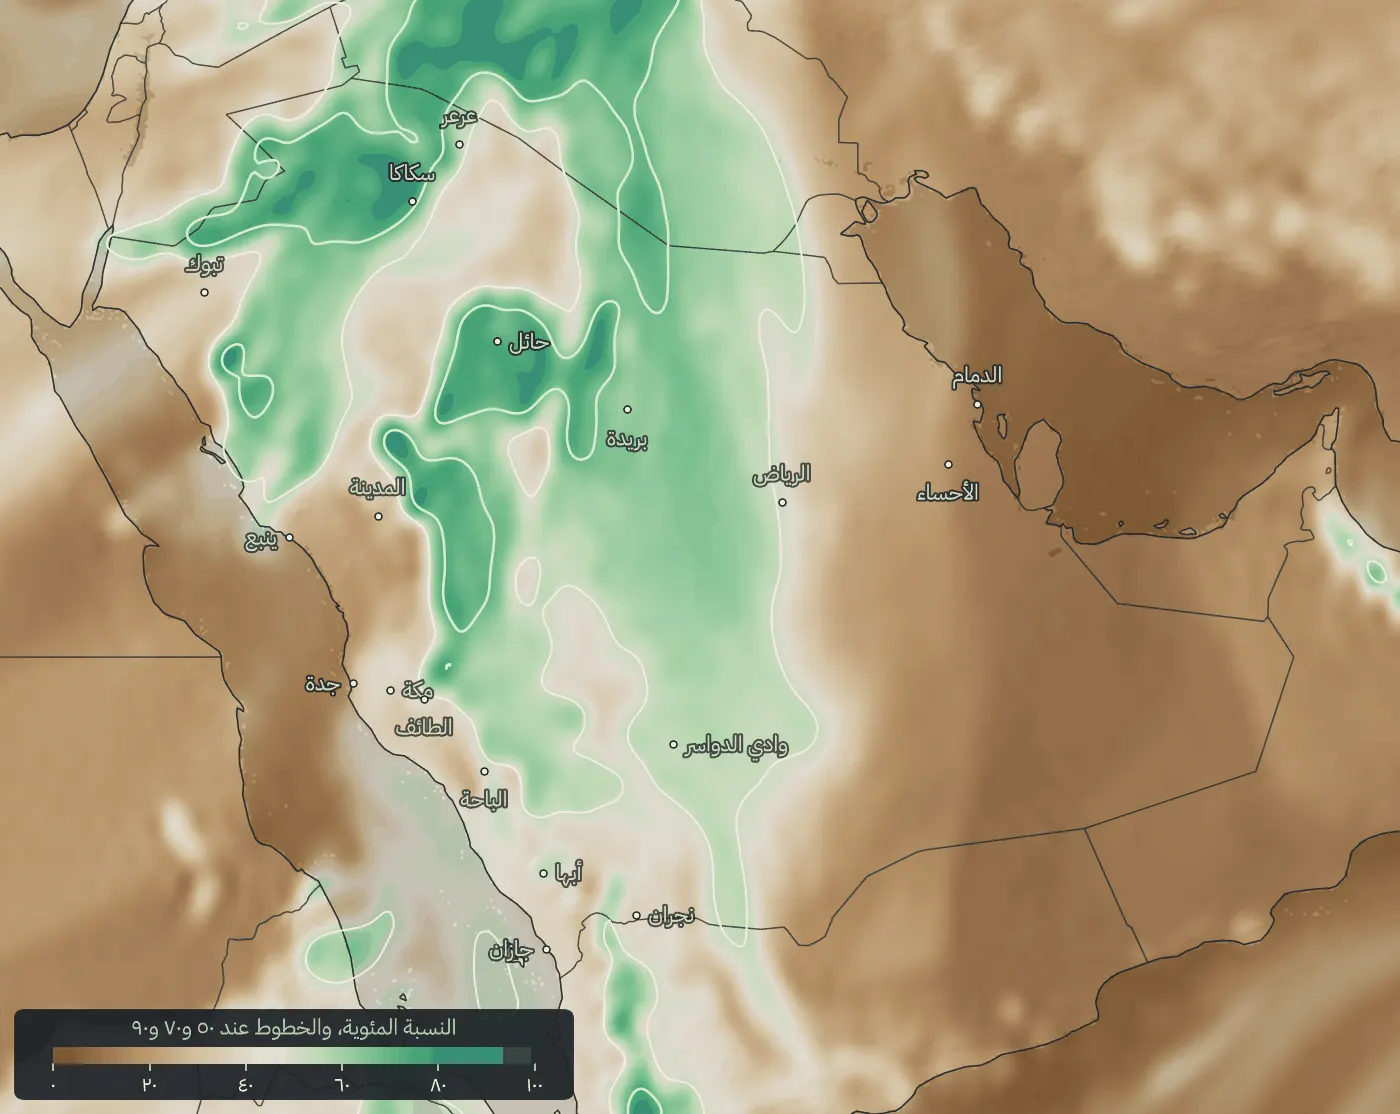 عرعر
سكاكا
تبوك
حائل
الدمام
بريدة
الرياض
الأحساء
المدينة
ينبع
جدة
مكة
الطائف
وادي الدواسر
الباحة
أبها
نجران
جازان
النسبة المئوية، والخطوط عند ٥٠ و٧٠ و٩٠
٠ ٢٠ ٤٠ ٦٠ ٨٠ ١٠٠